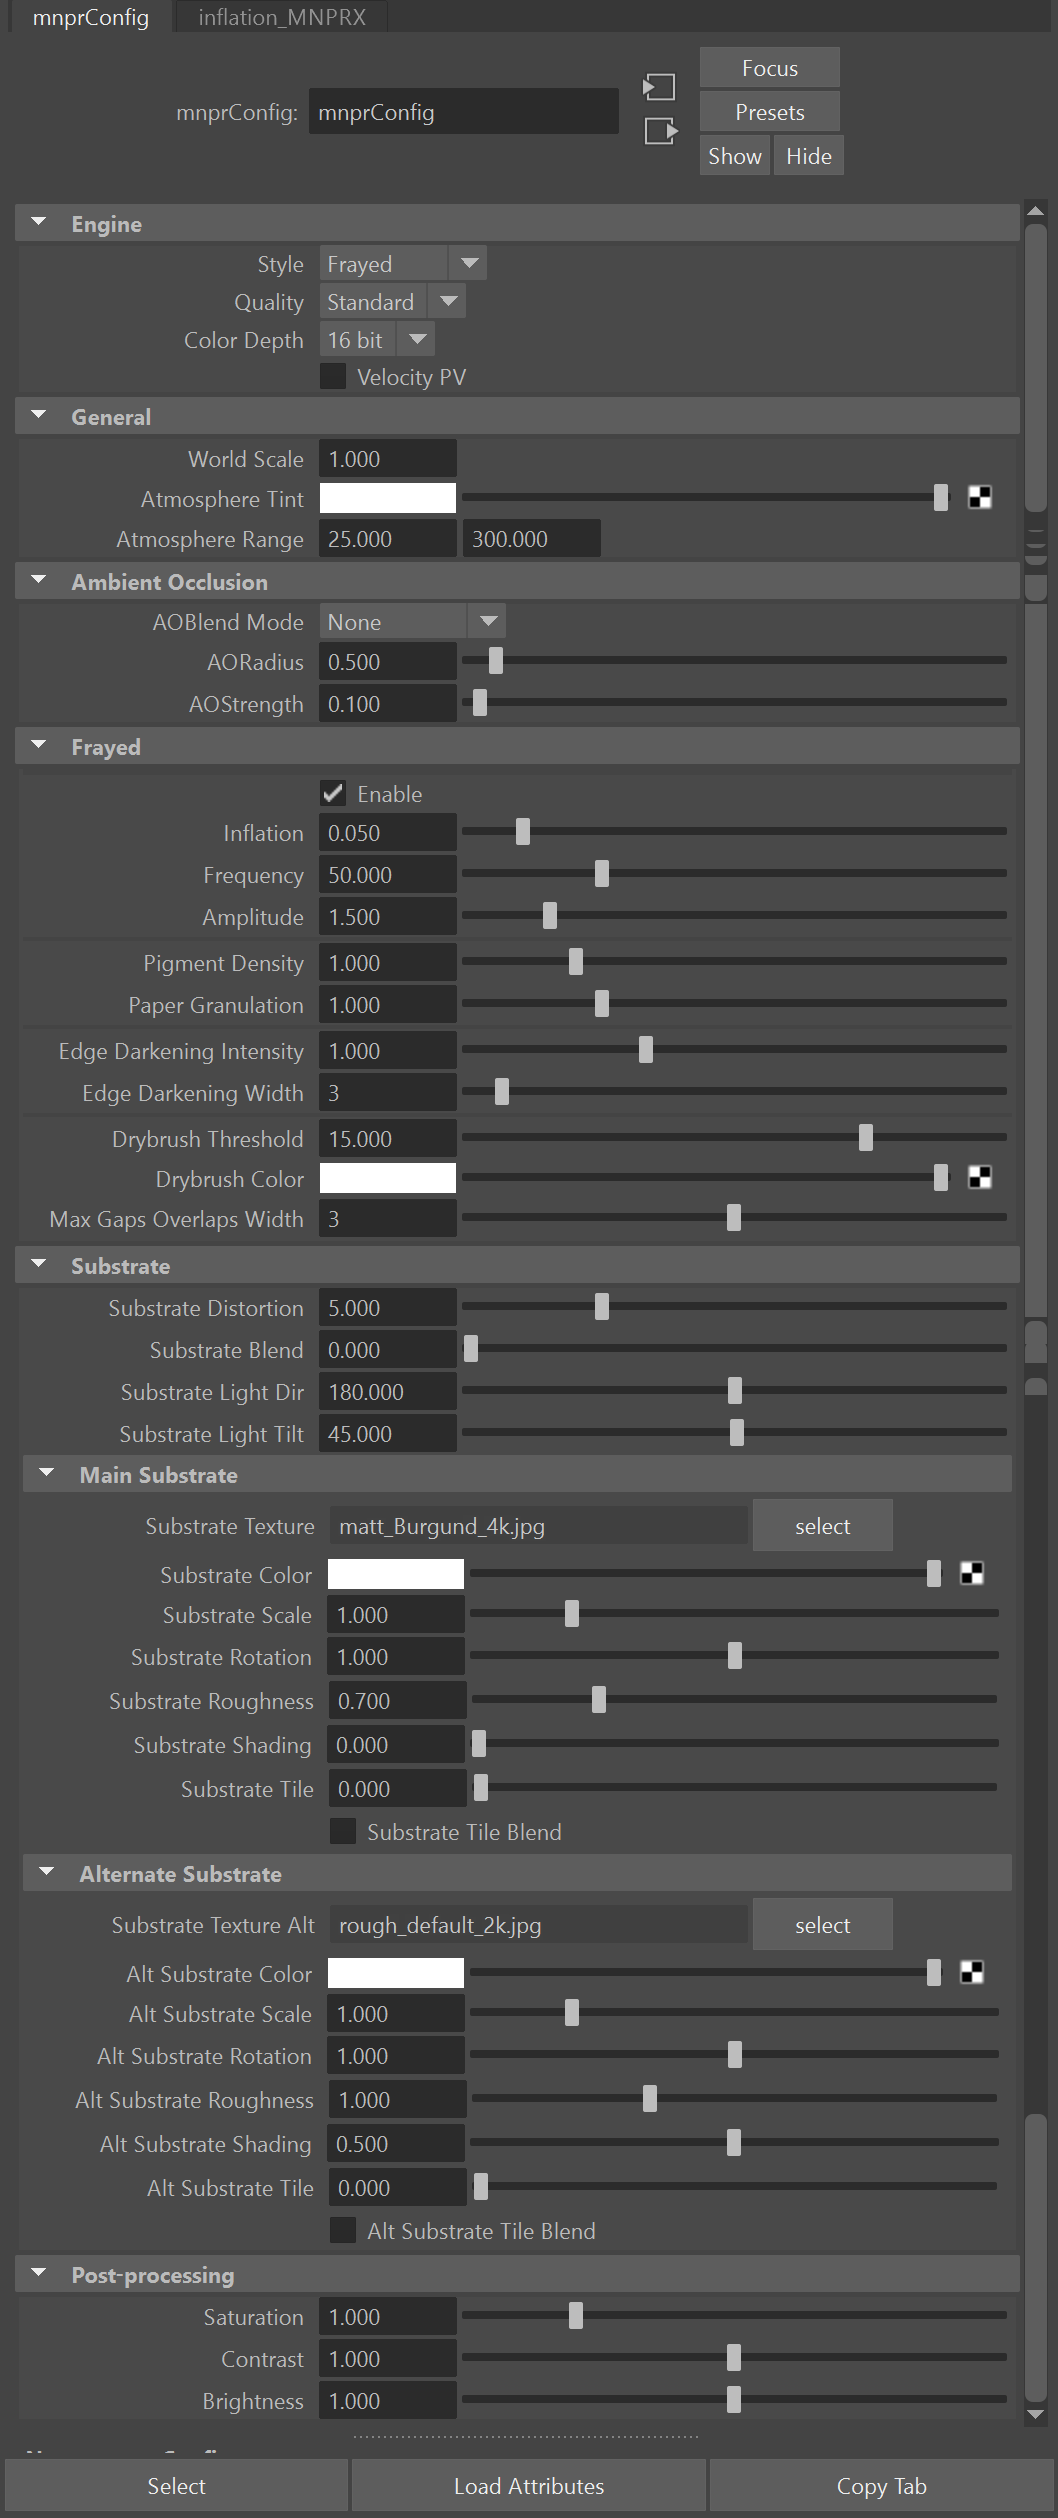 mnprConfig inflation_MNPRX
Focus
mnprConfig: mnprConfig Presets
Show Hide
Engine
Style Frayed
Quality Standard
Color Depth 16 bit
Velocity PV
General
World Scale 1.000
Atmosphere Tint
Atmosphere Range 25.000 300.000
Ambient Occlusion
AOBlend Mode None
AORadius 0.500
AOStrength 0.100
Frayed
Enable
Inflation 0.050
Frequency 50.000
Amplitude 1.500
Pigment Density 1.000
Paper Granulation 1.000
Edge Darkening Intensity 1.000
Edge Darkening Width 3
Drybrush Threshold 15.000
Drybrush Color
Max Gaps Overlaps Width 3
Substrate
Substrate Distortion 5.000
Substrate Blend 0.000
Substrate Light Dir 180.000
Substrate Light Tilt 45.000
Main Substrate
Substrate Texture matt_Burgund_4k.jpg select
Substrate Color
Substrate Scale 1.000
Substrate Rotation 1.000
Substrate Roughness 0.700
Substrate Shading 0.000
Substrate Tile 0.000
Substrate Tile Blend
Alternate Substrate
Substrate Texture Alt rough_default_2k.jpg select
Alt Substrate Color
Alt Substrate Scale 1.000
Alt Substrate Rotation 1.000
Alt Substrate Roughness 1.000
Alt Substrate Shading 0.500
Alt Substrate Tile 0.000
Alt Substrate Tile Blend
Post-processing
Saturation 1.000
Contrast 1.000
Brightness 1.000
Select Load Attributes Copy Tab